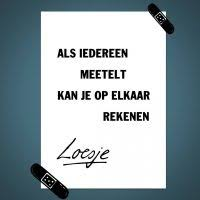 ALS IEDEREEN
MEETELT
KAN JE OP ELKAAR
REKENEN
Loesje